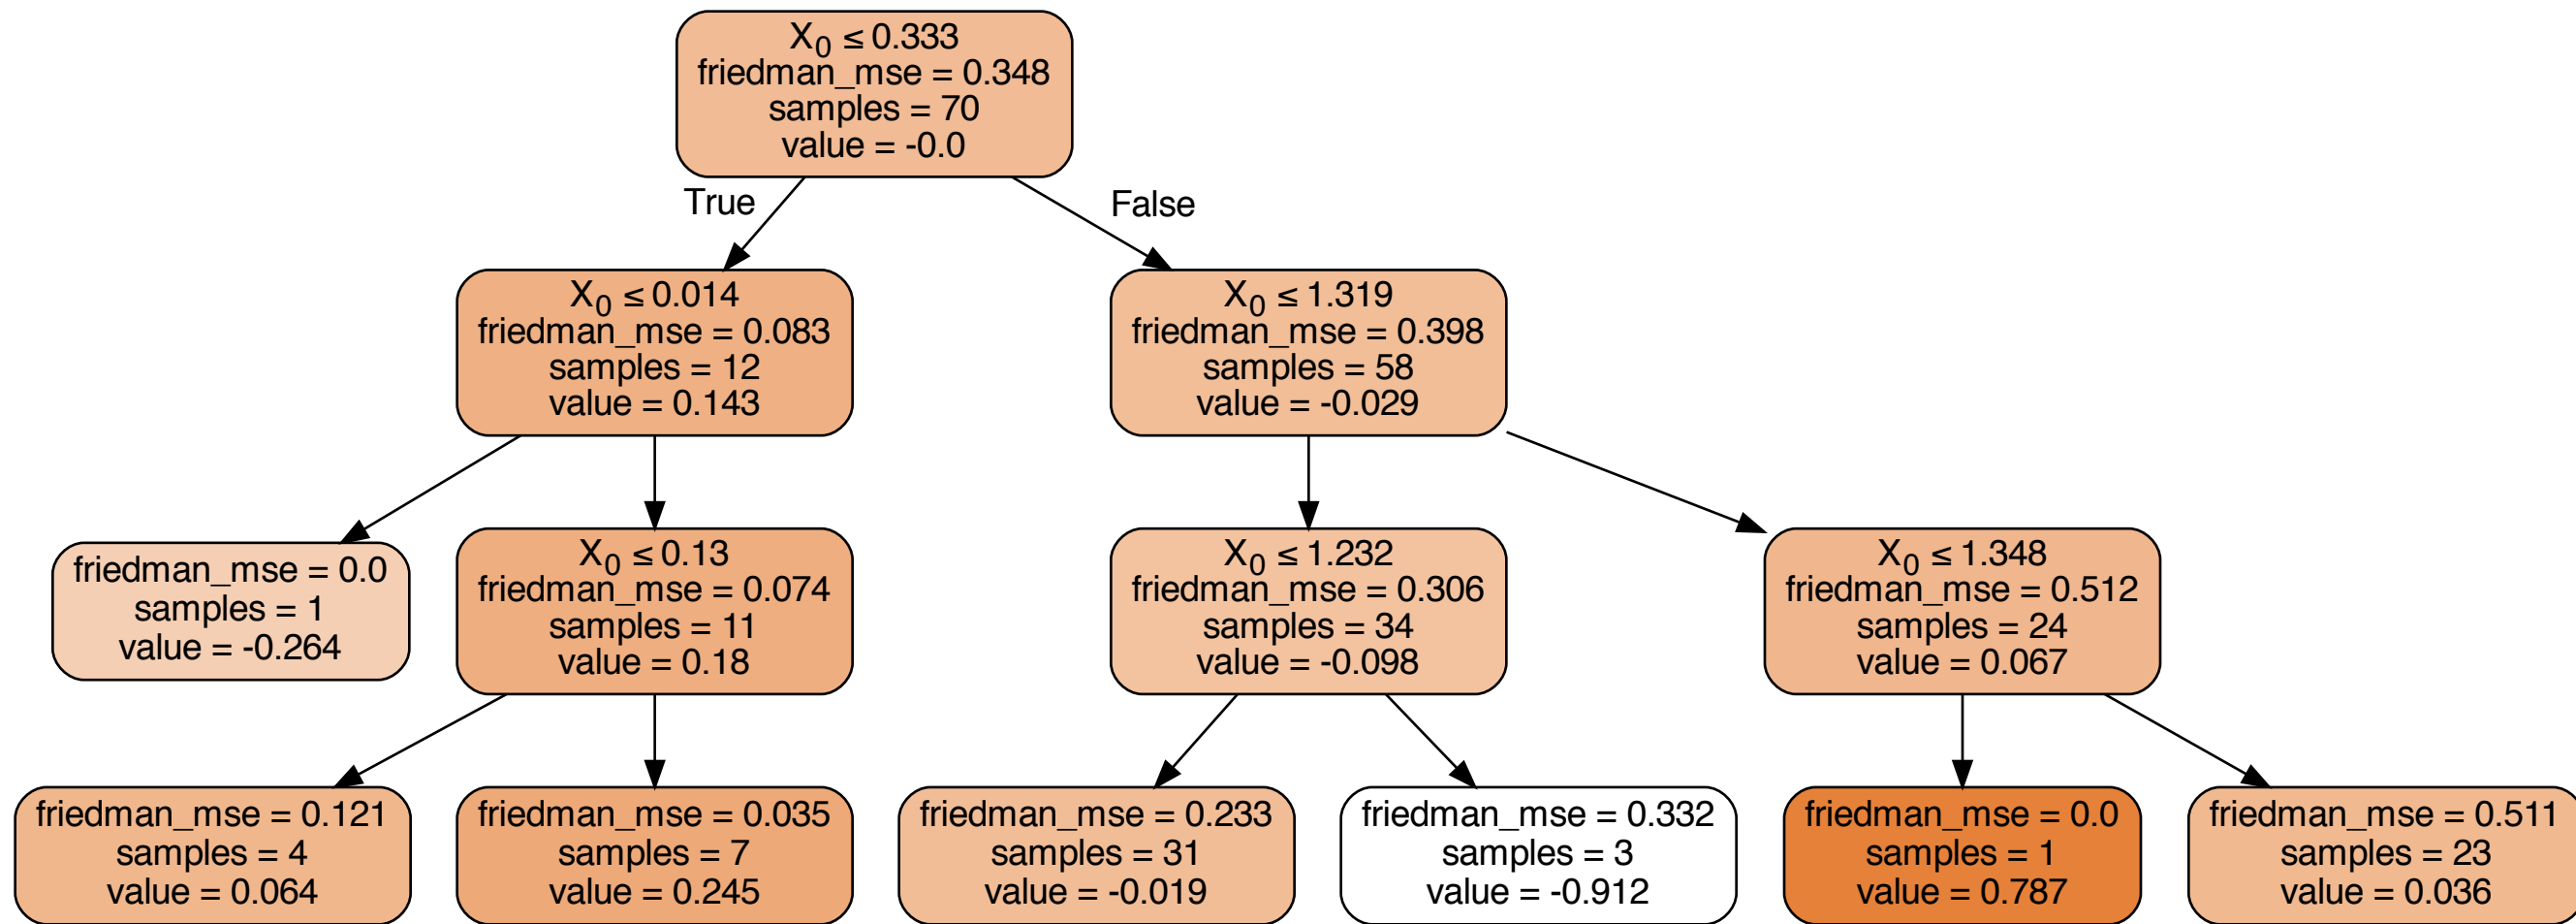 X0 ≤ 0.333
friedman_mse = 0.348
samples = 70
value = -0.0
True
False
X0 ≤ 0.014
friedman_mse = 0.083
samples = 12
value = 0.143
X0 ≤ 1.319
friedman_mse = 0.398
samples = 58
value = -0.029
friedman_mse = 0.0
samples = 1
value = -0.264
X0 ≤ 0.13
friedman_mse = 0.074
samples = 11
value = 0.18
X0 ≤ 1.232
friedman_mse = 0.306
samples = 34
value = -0.098
X0 ≤ 1.348
friedman_mse = 0.512
samples = 24
value = 0.067
friedman_mse = 0.121
samples = 4
value = 0.064
friedman_mse = 0.035
samples = 7
value = 0.245
friedman_mse = 0.233
samples = 31
value = -0.019
friedman_mse = 0.332
samples = 3
value = -0.912
friedman_mse = 0.0
samples = 1
value = 0.787
friedman_mse = 0.511
samples = 23
value = 0.036